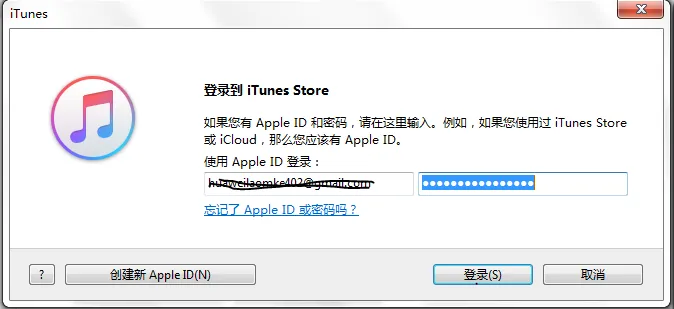 iTunes
登录到 iTunes Store
如果您有 Apple ID 和密码，请在这里输入。例如，如果您使用过 iTunes Store
或 iCloud，那么您应该有 Apple ID。
使用 Apple ID 登录：
忘记了 Apple ID 或密码吗？
?
创建新 Apple ID(N)
登录(S)
取消